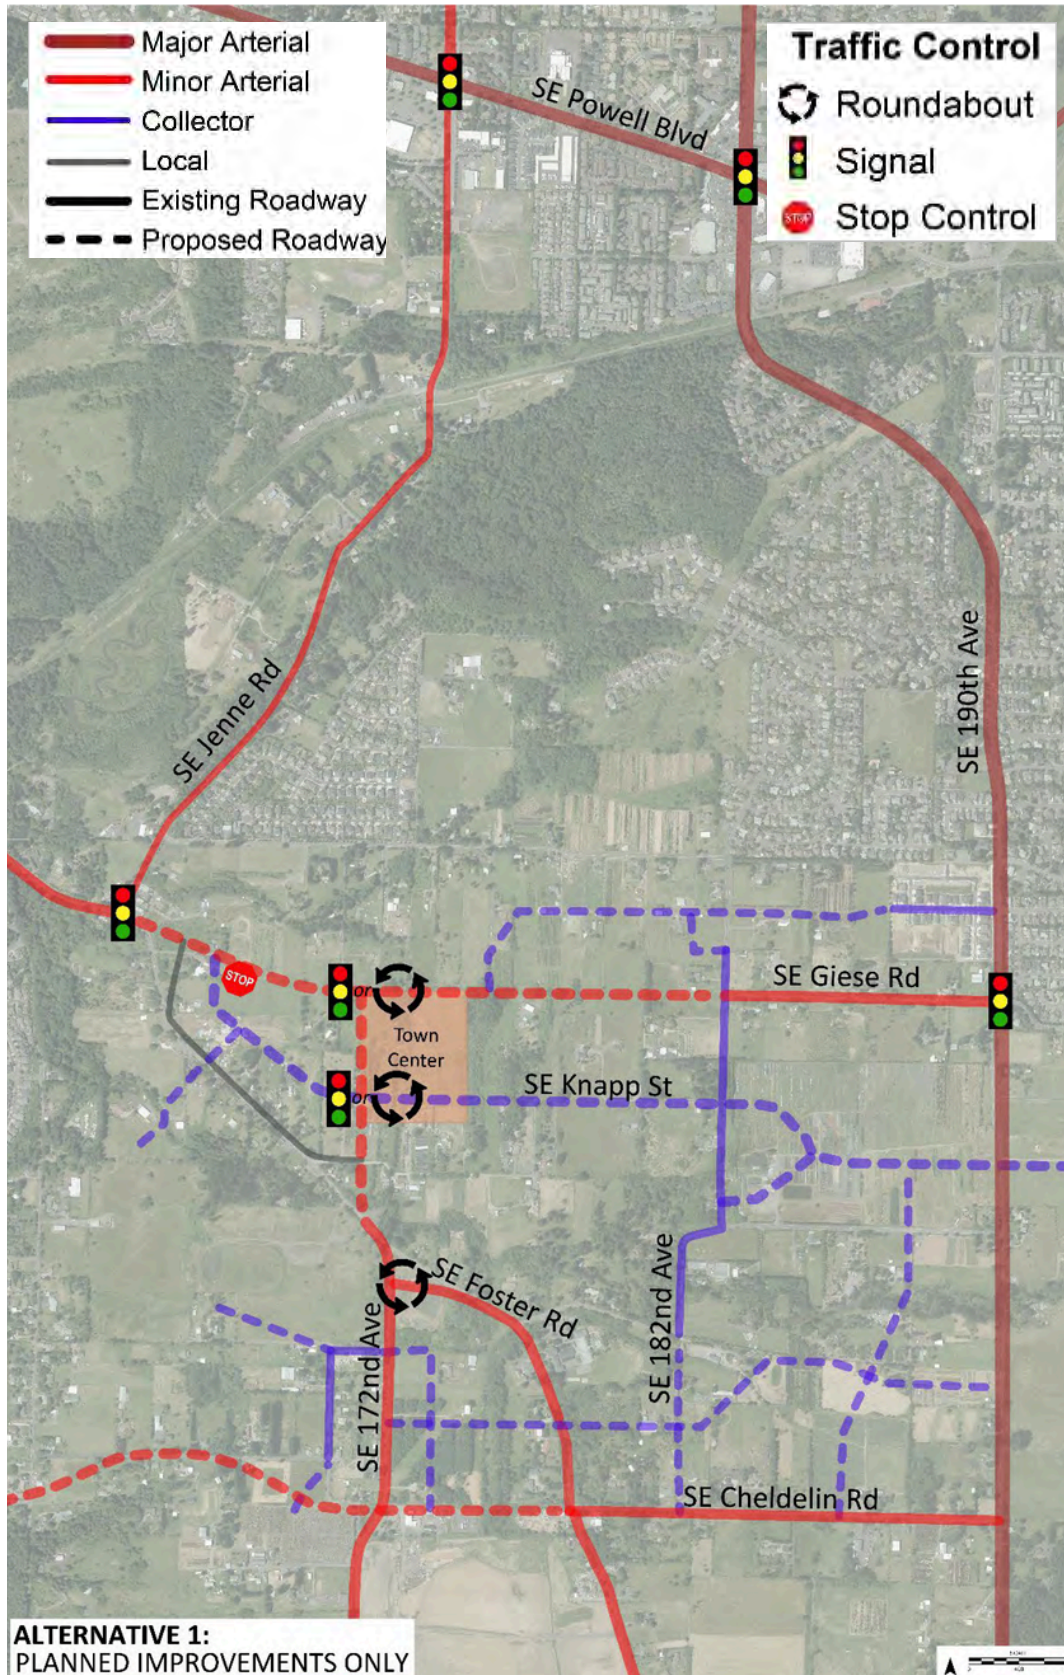 Major Arterial
Minor Arterial
Collector
Local
Existing Roadway
Proposed Roadway
Traffic Control
Roundabout
Signal
STOP
Stop Control
SE Powell Blvd
SE 190th Ave
SE Jenne Rd
STOP
or
SE Giese Rd
Town
Center
or
SE Knapp St
SE Foster Rd
SE 172nd Ave
SE 182nd Ave
SE Cheldelin Rd
ALTERNATIVE 1:
PLANNED IMPROVEMENTS ONLY